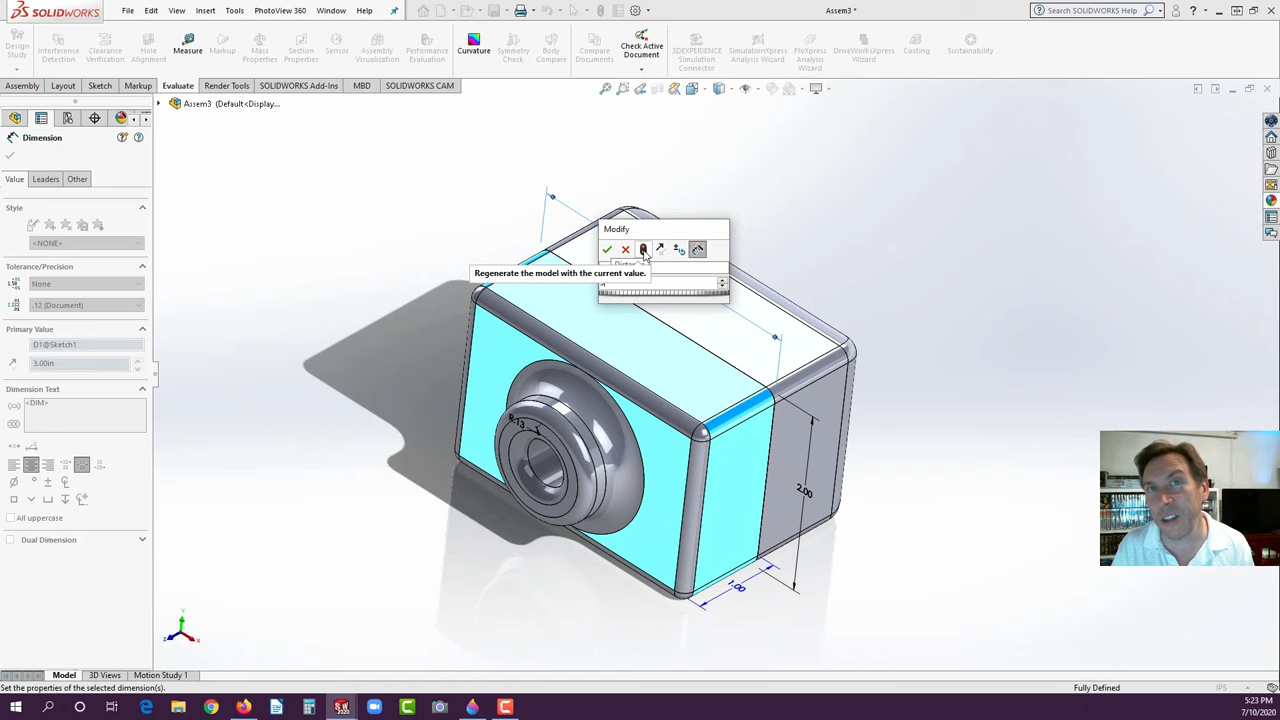 SOLIDWORKS File Edit View Insert Tools PhotoView 360 Window Assem3 * Search SOLIDWORKS Help
Design Study
Interference Detection
Clearance Verification
Hole Alignment
Measure
Markup
Mass Properties
Section Properties
Sensor
Assembly Visualization
Performance Evaluation
Curvature
Symmetry Check
Body Compare
Compare Documents
Check Active Document
3DEXPERIENCE Simulation Connector
SimulationXpress Analysis Wizard
FloXpress Analysis Wizard
DriveWorksXpress Wizard
Costing
Sustainability
Assembly Layout Sketch Markup Evaluate Render Tools SOLIDWORKS Add-Ins MBD SOLIDWORKS CAM
Assem3 (Default<Display...
Dimension
Value Leaders Other
Style
<NONE>
Tolerance/Precision
None
.12 (Document)
Primary Value
D1@Sketch1
3.00in
Dimension Text
<DIM>
All uppercase
Dual Dimension
Modify
Regenerate the model with the current value.
R.13
2.00
1.00
Y
X
Z
Model 3D Views Motion Study 1
Set the properties of the selected dimension(s).
Fully Defined
IPS
5:23 PM
7/10/2020